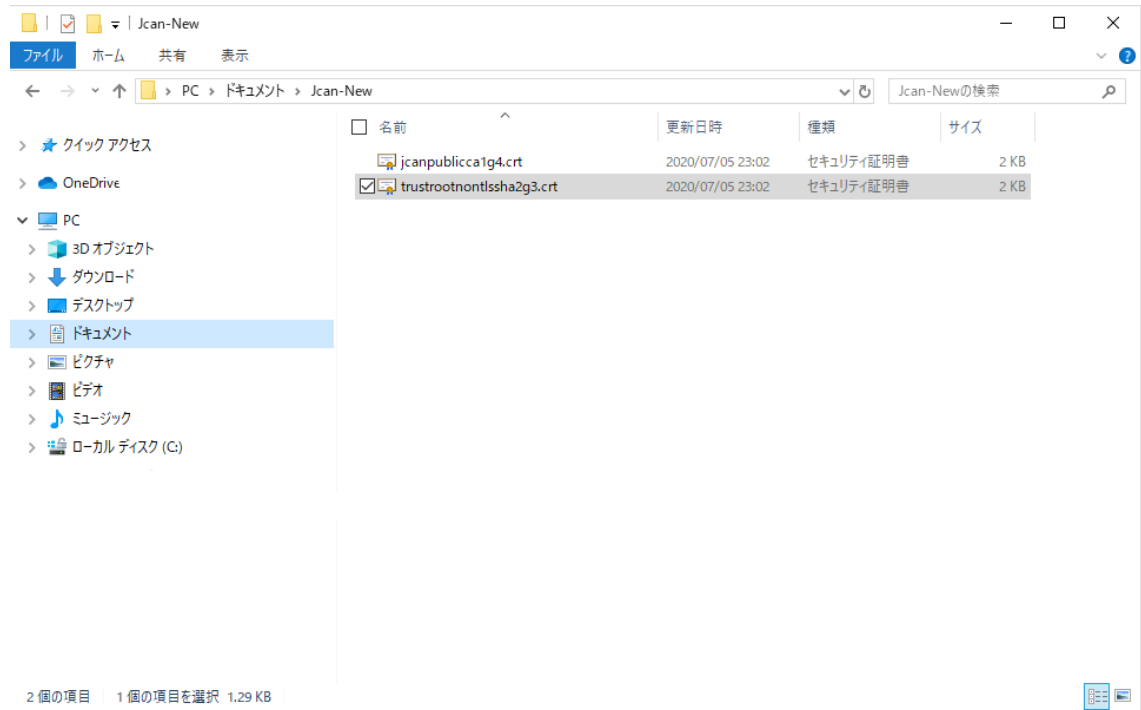 Jcan-New
ファイル ホーム 共有 表示
PC ドキュメント Jcan-New Jcan-Newの検索
名前 更新日時 種類 サイズ
クイック アクセス
OneDrive
PC
3D オブジェクト
ダウンロード
デスクトップ
ドキュメント
ピクチャ
ビデオ
ミュージック
ローカル ディスク (C:)
jcanpublicca1g4.crt 2020/07/05 23:02 セキュリティ証明書 2 KB
trustrootnontlssha2g3.crt 2020/07/05 23:02 セキュリティ証明書 2 KB
2 個の項目 1 個の項目を選択 1.29 KB